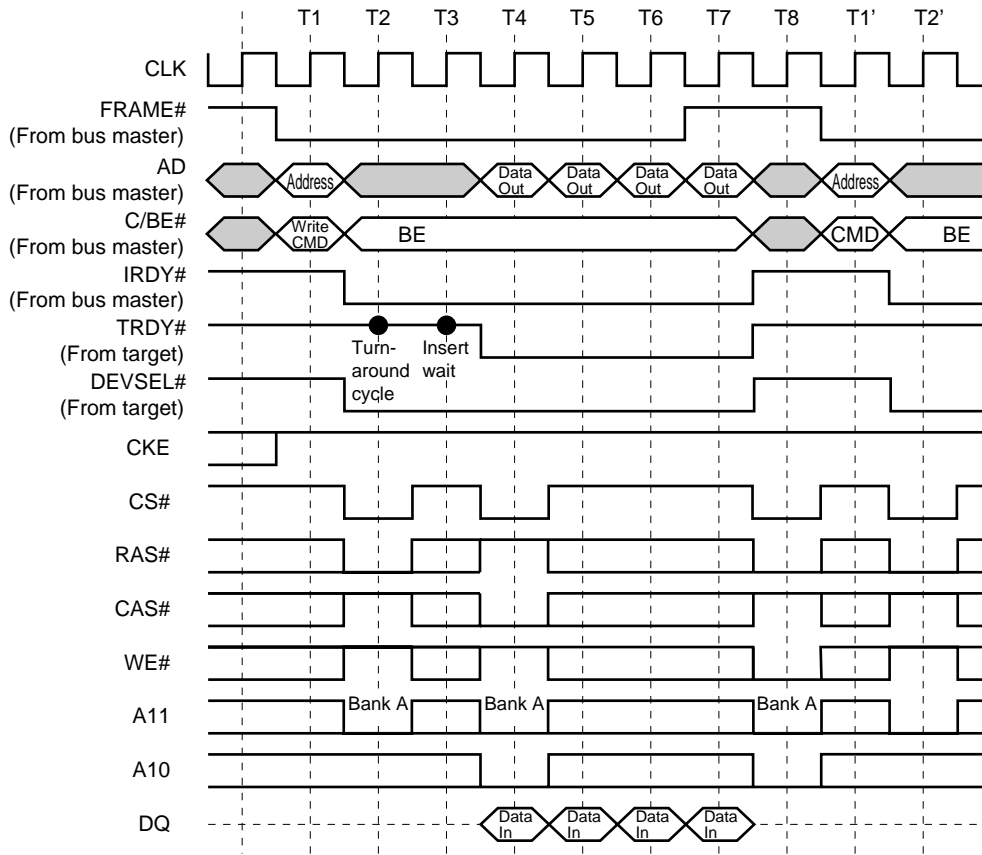 T1 T2 T3 T4 T5 T6 T7 T8 T1’ T2’
CLK
FRAME#
(From bus master)
AD
(From bus master)
Address
Data
Out
Data
Out
Data
Out
Data
Out
Address
C/BE#
(From bus master)
Write
CMD
BE
CMD
BE
IRDY#
(From bus master)
TRDY#
(From target)
Turn-
around
cycle
Insert
wait
DEVSEL#
(From target)
CKE
CS#
RAS#
CAS#
WE#
A11
Bank A
Bank A
Bank A
A10
DQ
Data
In
Data
In
Data
In
Data
In